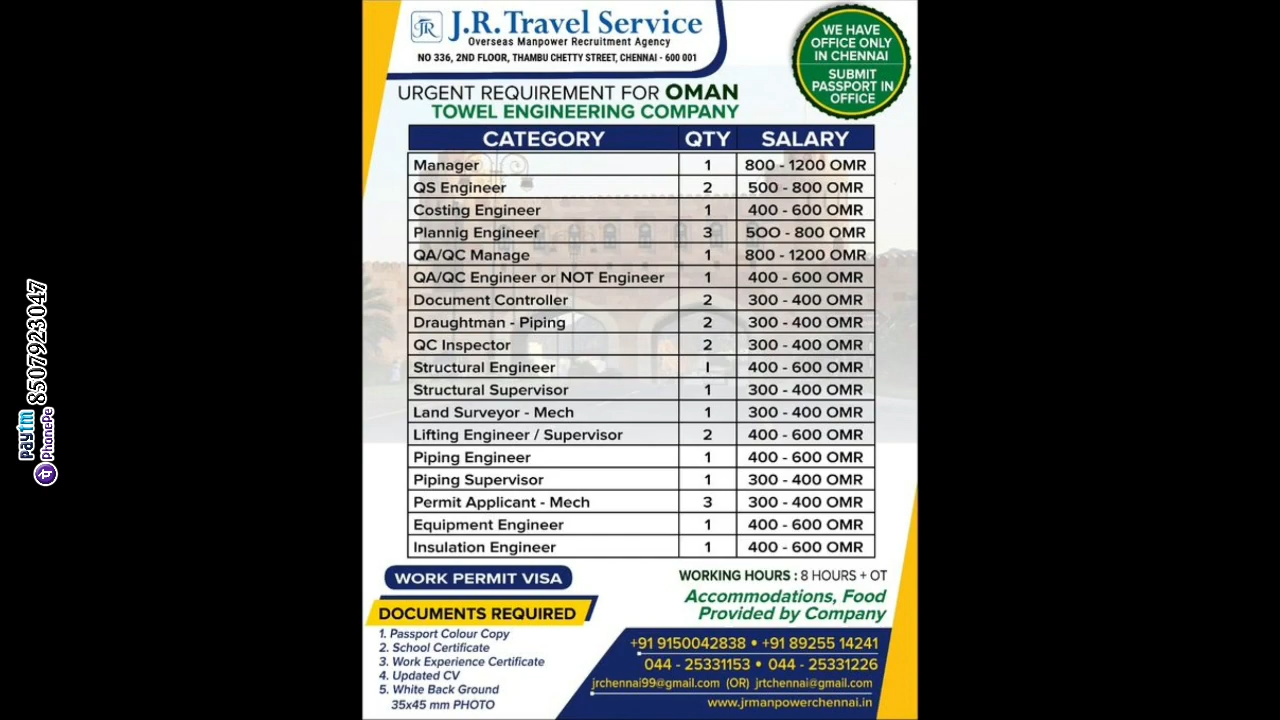 JR J.R. Travel Service
Overseas Manpower Recruitment Agency
NO 336, 2ND FLOOR, THAMBU CHETTY STREET, CHENNAI - 600 001
WE HAVE
OFFICE ONLY
IN CHENNAI
SUBMIT
PASSPORT IN
OFFICE
URGENT REQUIREMENT FOR OMAN
TOWEL ENGINEERING COMPANY
CATEGORY QTY SALARY
Manager 1 800 - 1200 OMR
QS Engineer 2 500 - 800 OMR
Costing Engineer 1 400 - 600 OMR
Plannig Engineer 3 5OO - 800 OMR
QA/QC Manage 1 800 - 1200 OMR
QA/QC Engineer or NOT Engineer 1 400 - 600 OMR
Document Controller 2 300 - 400 OMR
Draughtman - Piping 2 300 - 400 OMR
QC Inspector 2 300 - 400 OMR
Structural Engineer I 400 - 600 OMR
Structural Supervisor 1 300 - 400 OMR
Land Surveyor - Mech 1 300 - 400 OMR
Lifting Engineer / Supervisor 2 400 - 600 OMR
Piping Engineer 1 400 - 600 OMR
Piping Supervisor 1 300 - 400 OMR
Permit Applicant - Mech 3 300 - 400 OMR
Equipment Engineer 1 400 - 600 OMR
Insulation Engineer 1 400 - 600 OMR
WORK PERMIT VISA
WORKING HOURS : 8 HOURS + OT
Accommodations, Food
Provided by Company
DOCUMENTS REQUIRED
1. Passport Colour Copy
2. School Certificate
3. Work Experience Certificate
4. Updated CV
5. White Back Ground
35x45 mm PHOTO
+91 9150042838 • +91 89255 14241
044 - 25331153 • 044 - 25331226
jrchennai99@gmail.com (OR) jrtchennai@gmail.com
www.jrmanpowerchennai.in
paytm 8507923047
PhonePe